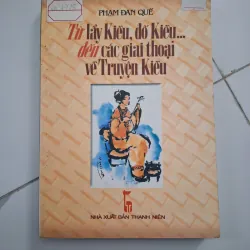 PHẠM ĐAN QUẾ
Từ lẩy Kiều, đố Kiều...
đến các giai thoại
về Truyện Kiều
NHÀ XUẤT BẢN THANH NIÊN